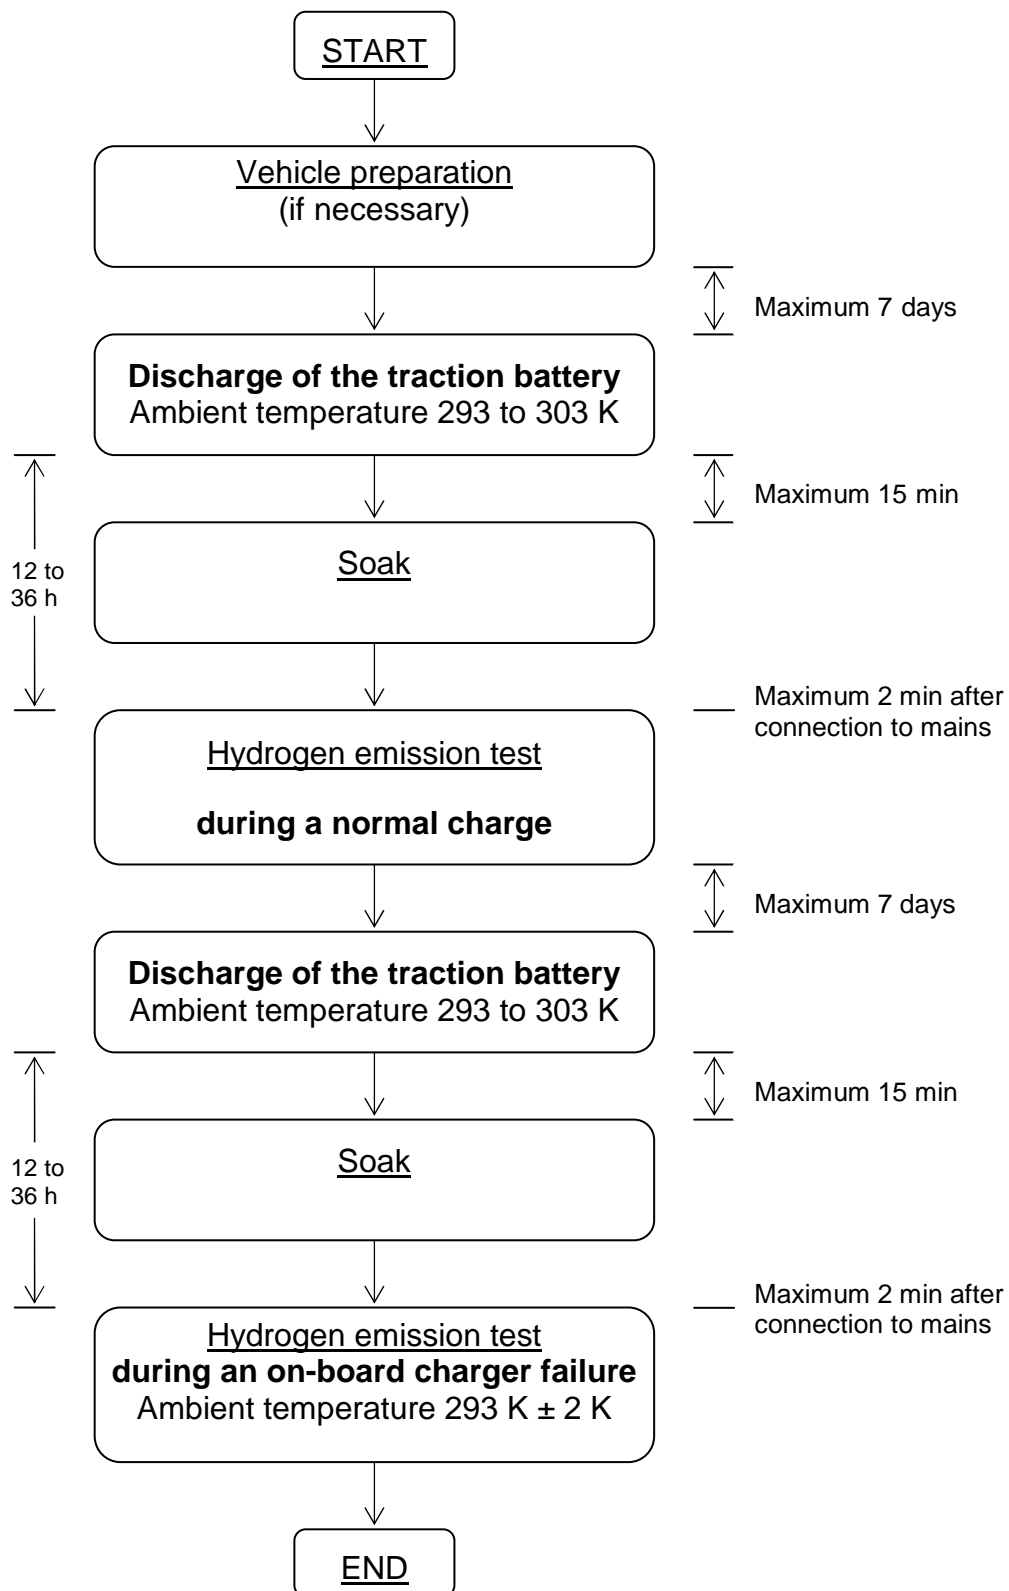 START
Vehicle preparation
(if necessary)
Maximum 7 days
Discharge of the traction battery
Ambient temperature 293 to 303 K
Maximum 15 min
12 to
36 h
Soak
Maximum 2 min after
connection to mains
Hydrogen emission test
during a normal charge
Maximum 7 days
Discharge of the traction battery
Ambient temperature 293 to 303 K
Maximum 15 min
12 to
36 h
Soak
Maximum 2 min after
connection to mains
Hydrogen emission test
during an on-board charger failure
Ambient temperature 293 K ± 2 K
END